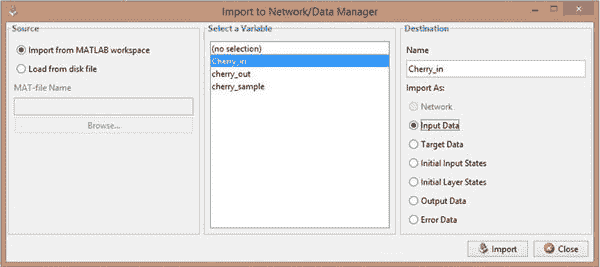 Import to Network/Data Manager
Source
Import from MATLAB workspace
Load from disk file
MAT-file Name
Browse...
Select a Variable
(no selection)
Cherry_in
cherry_out
cherry_sample
Destination
Name
Cherry_in
Import As:
Network
Input Data
Target Data
Initial Input States
Initial Layer States
Output Data
Error Data
Import
Close